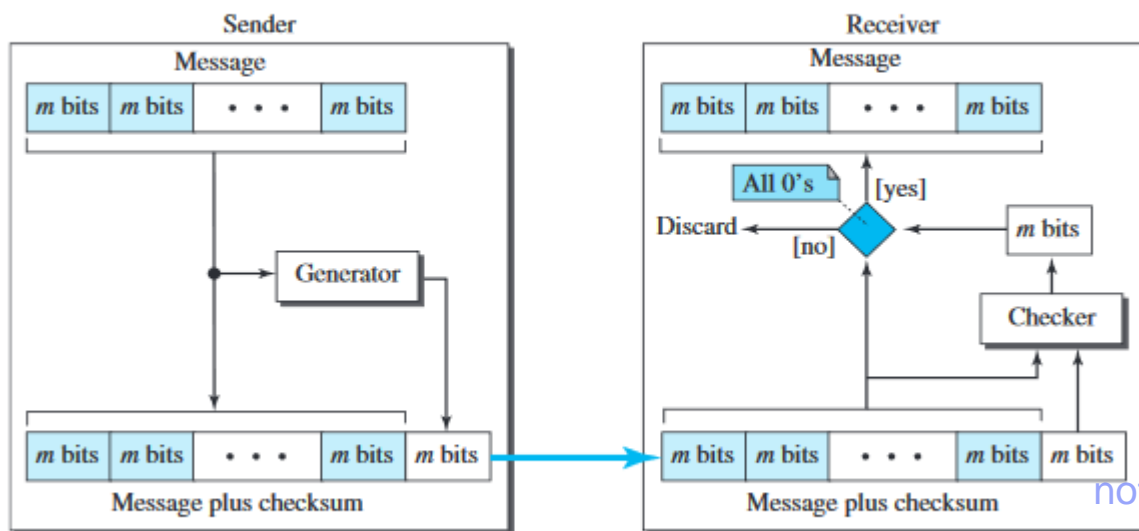 Sender
Message
m bits m bits • • • m bits
Generator
m bits m bits • • • m bits m bits
Message plus checksum
Receiver
Message
m bits m bits • • • m bits
All 0's
[yes]
Discard
[no]
m bits
Checker
m bits m bits • • • m bits m bits
Message plus checksum